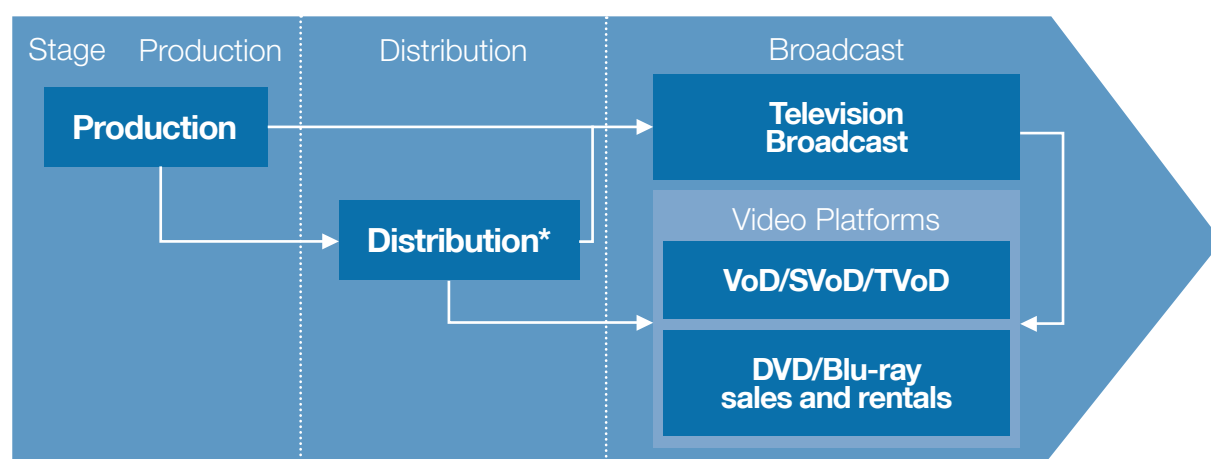 Stage Production Distribution Broadcast
Production
Television
Broadcast
Distribution*
Video Platforms
VoD/SVoD/TVoD
DVD/Blu-ray
sales and rentals